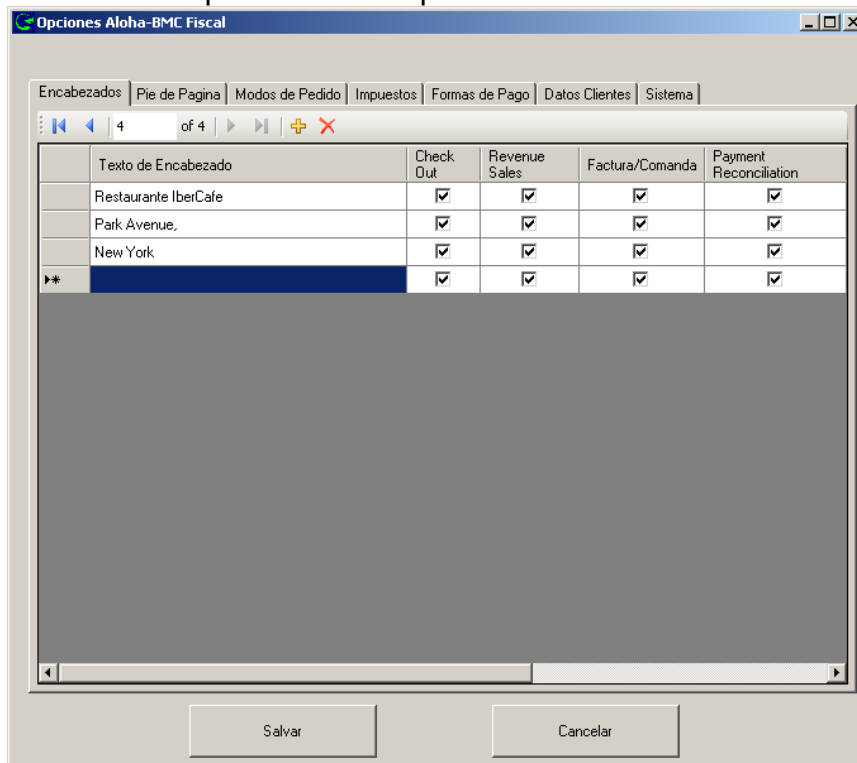 Opciones Aloha-BMC Fiscal
Encabezados Pie de Pagina Modos de Pedido Impuestos Formas de Pago Datos Clientes Sistema
4 of 4
Texto de Encabezado Check Out Revenue Sales Factura/Comanda Payment Reconciliation
Restaurante IberCafe
Park Avenue,
New York
Salvar Cancelar